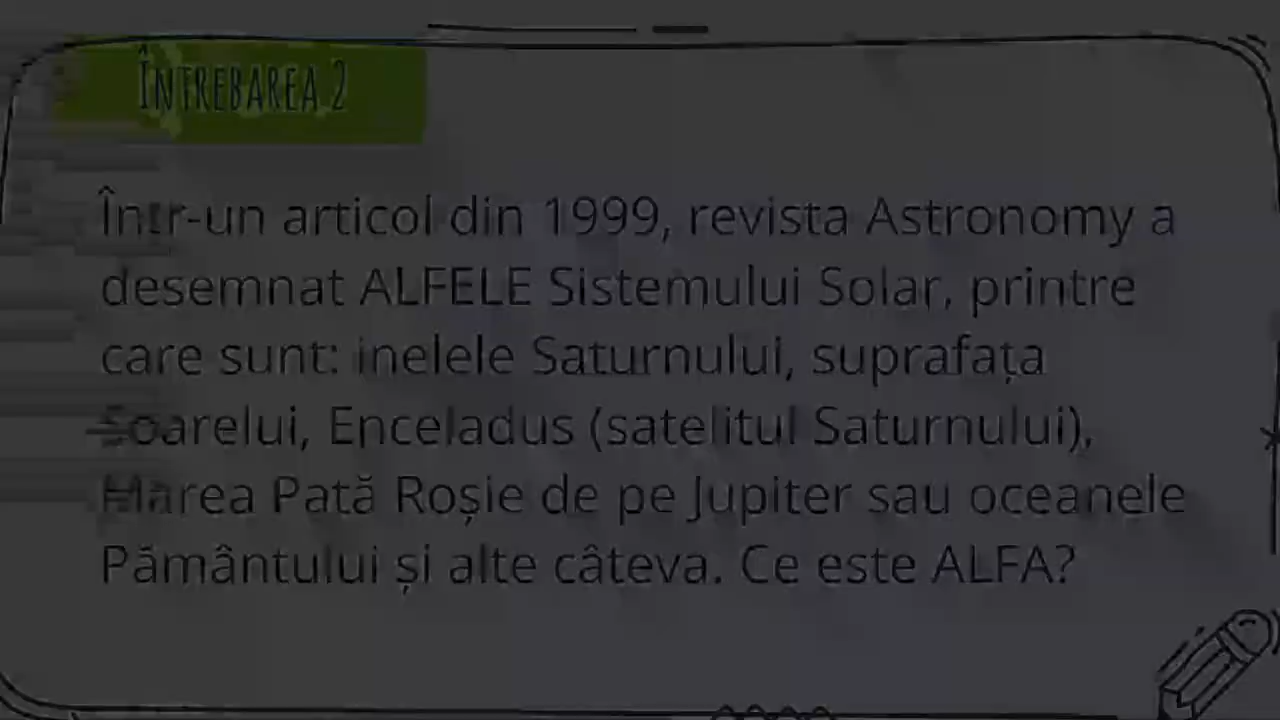 ÎNTREBAREA 2
Într-un articol din 1999, revista Astronomy a
desemnat ALFELE Sistemului Solar, printre
care sunt: inelele Saturnului, suprafața
Soarelui, Enceladus (satelitul Saturnului),
Marea Pată Roșie de pe Jupiter sau oceanele
Pământului și alte câteva. Ce este ALFA?